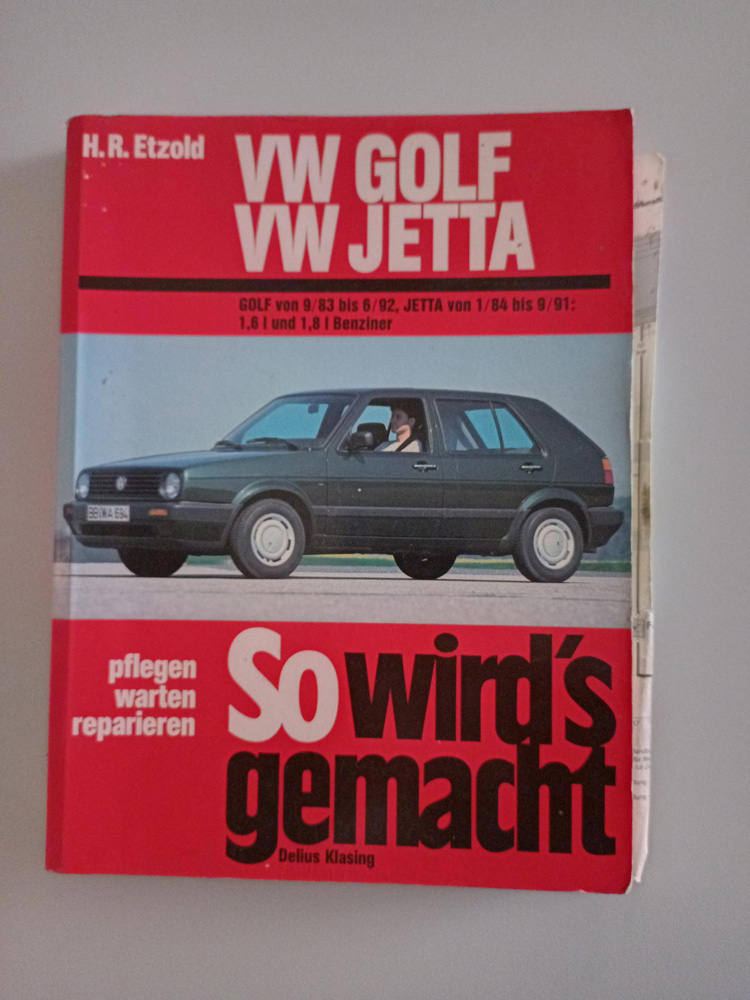 H. R. Etzold
VW GOLF
VW JETTA
GOLF von 9/83 bis 6/92, JETTA von 1/84 bis 9/91:
1,6 l und 1,8 l Benziner
BB WA 694
pflegen
warten
reparieren
So wird's
gemacht
Delius Klasing